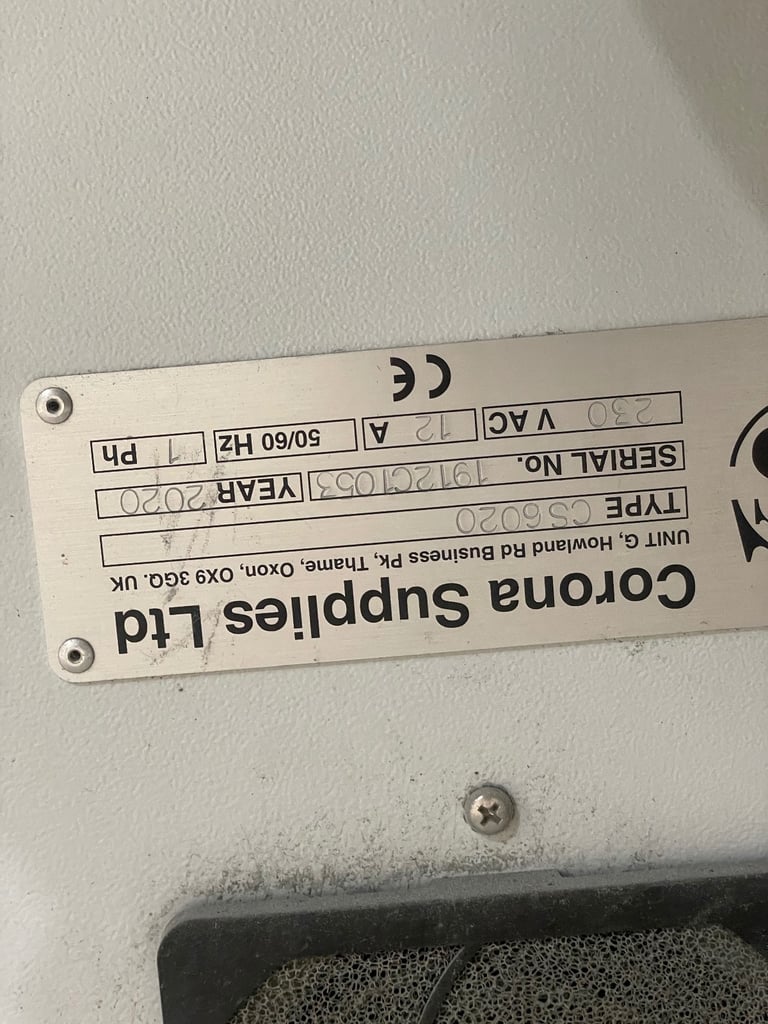 Corona Supplies Ltd
UNIT G, Howland Rd Business Pk, Thame, Oxon, OX9 3GQ. UK
TYPE CS6020
SERIAL No. 1912C1053 YEAR 2020
230 V AC 12 A 50/60 Hz 1 Ph
CE